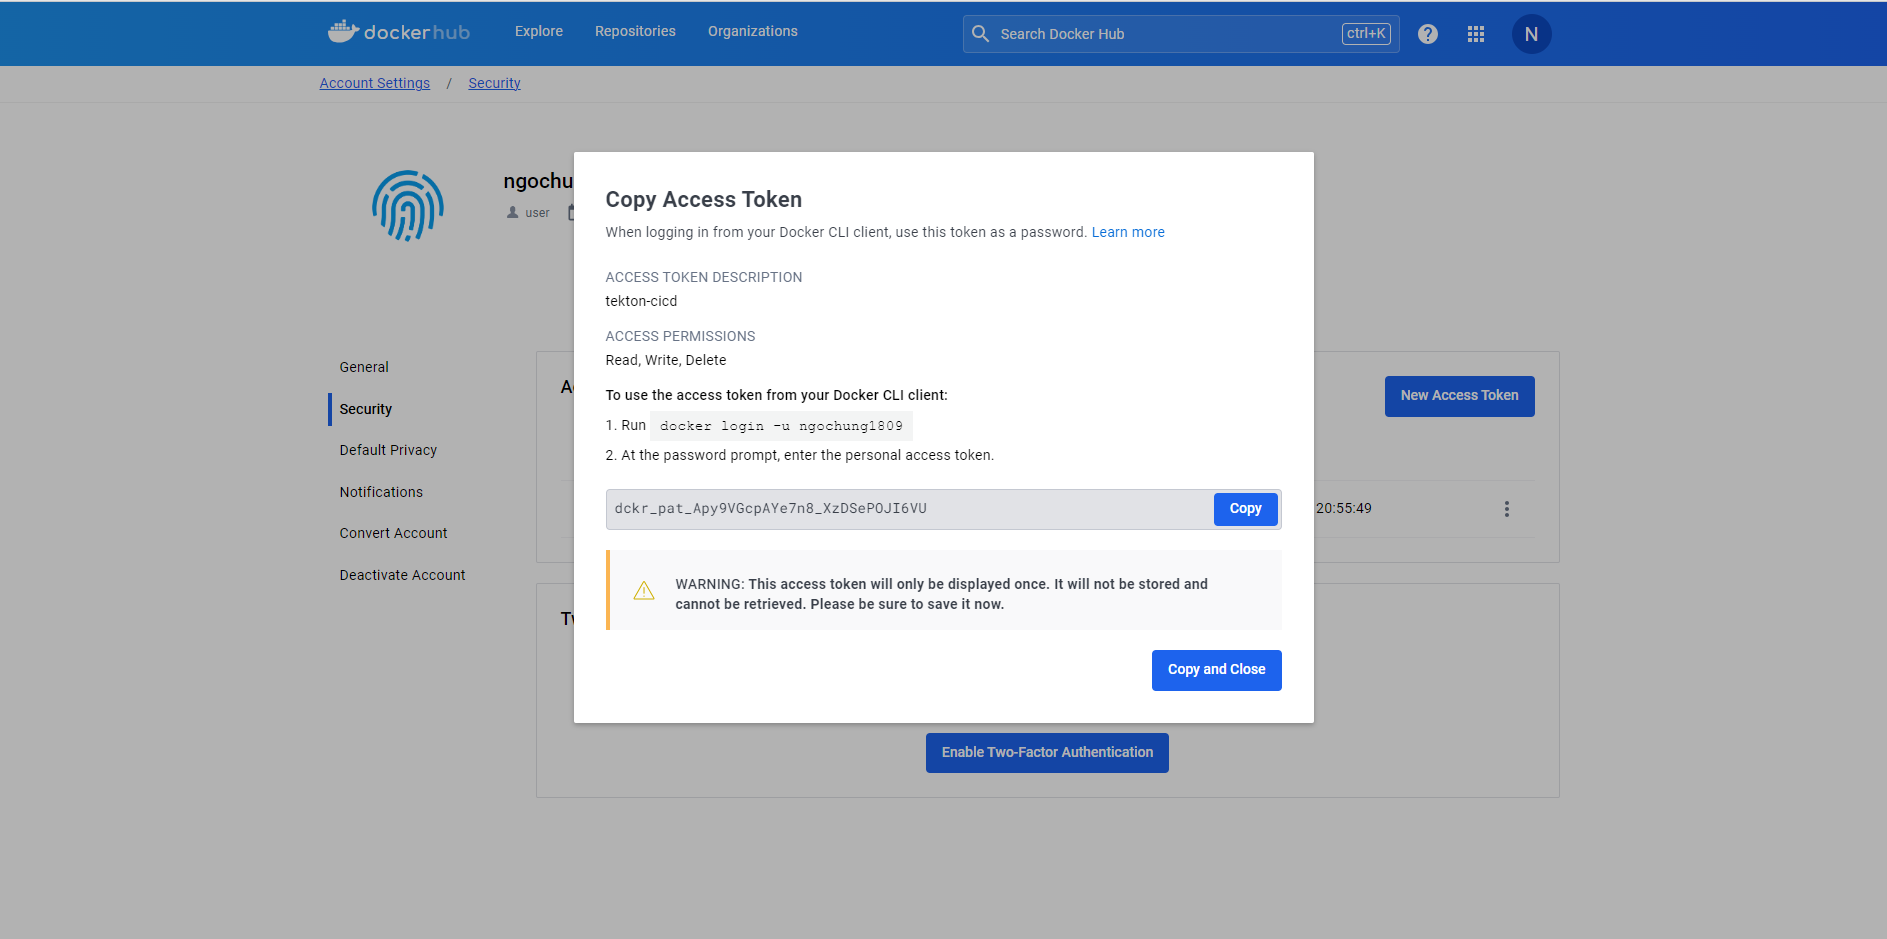 docker hub
Explore
Repositories
Organizations
Search Docker Hub
ctrl+K
?
N
Account Settings / Security
user
General
Security
Default Privacy
Notifications
Convert Account
Deactivate Account
New Access Token
20:55:49
Copy Access Token
When logging in from your Docker CLI client, use this token as a password. Learn more
ACCESS TOKEN DESCRIPTION
tekton-cicd
ACCESS PERMISSIONS
Read, Write, Delete
To use the access token from your Docker CLI client:
1. Run docker login -u ngochung1809
2. At the password prompt, enter the personal access token.
dckr_pat_Apy9VGcpAYe7n8_XzDSePOJI6VU
Copy
WARNING: This access token will only be displayed once. It will not be stored and
cannot be retrieved. Please be sure to save it now.
Copy and Close
Enable Two-Factor Authentication